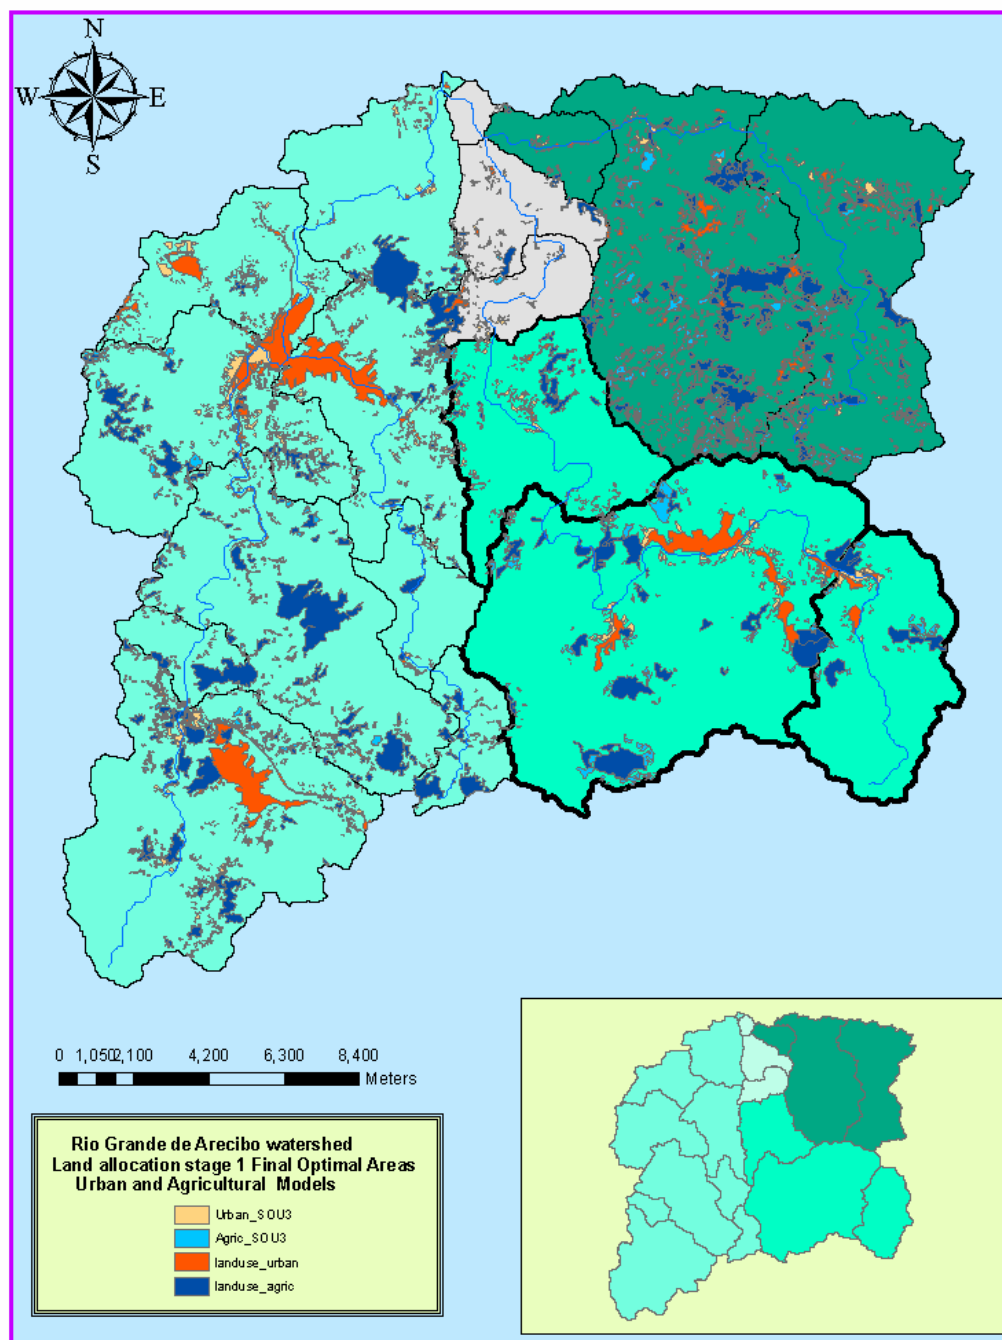 N
W E
S
0 1,050 2,100 4,200 6,300 8,400
Meters
Rio Grande de Arecibo watershed
Land allocation stage 1 Final Optimal Areas
Urban and Agricultural Models
Urban_SOU3
Agric_SOU3
landuse_urban
landuse_agric